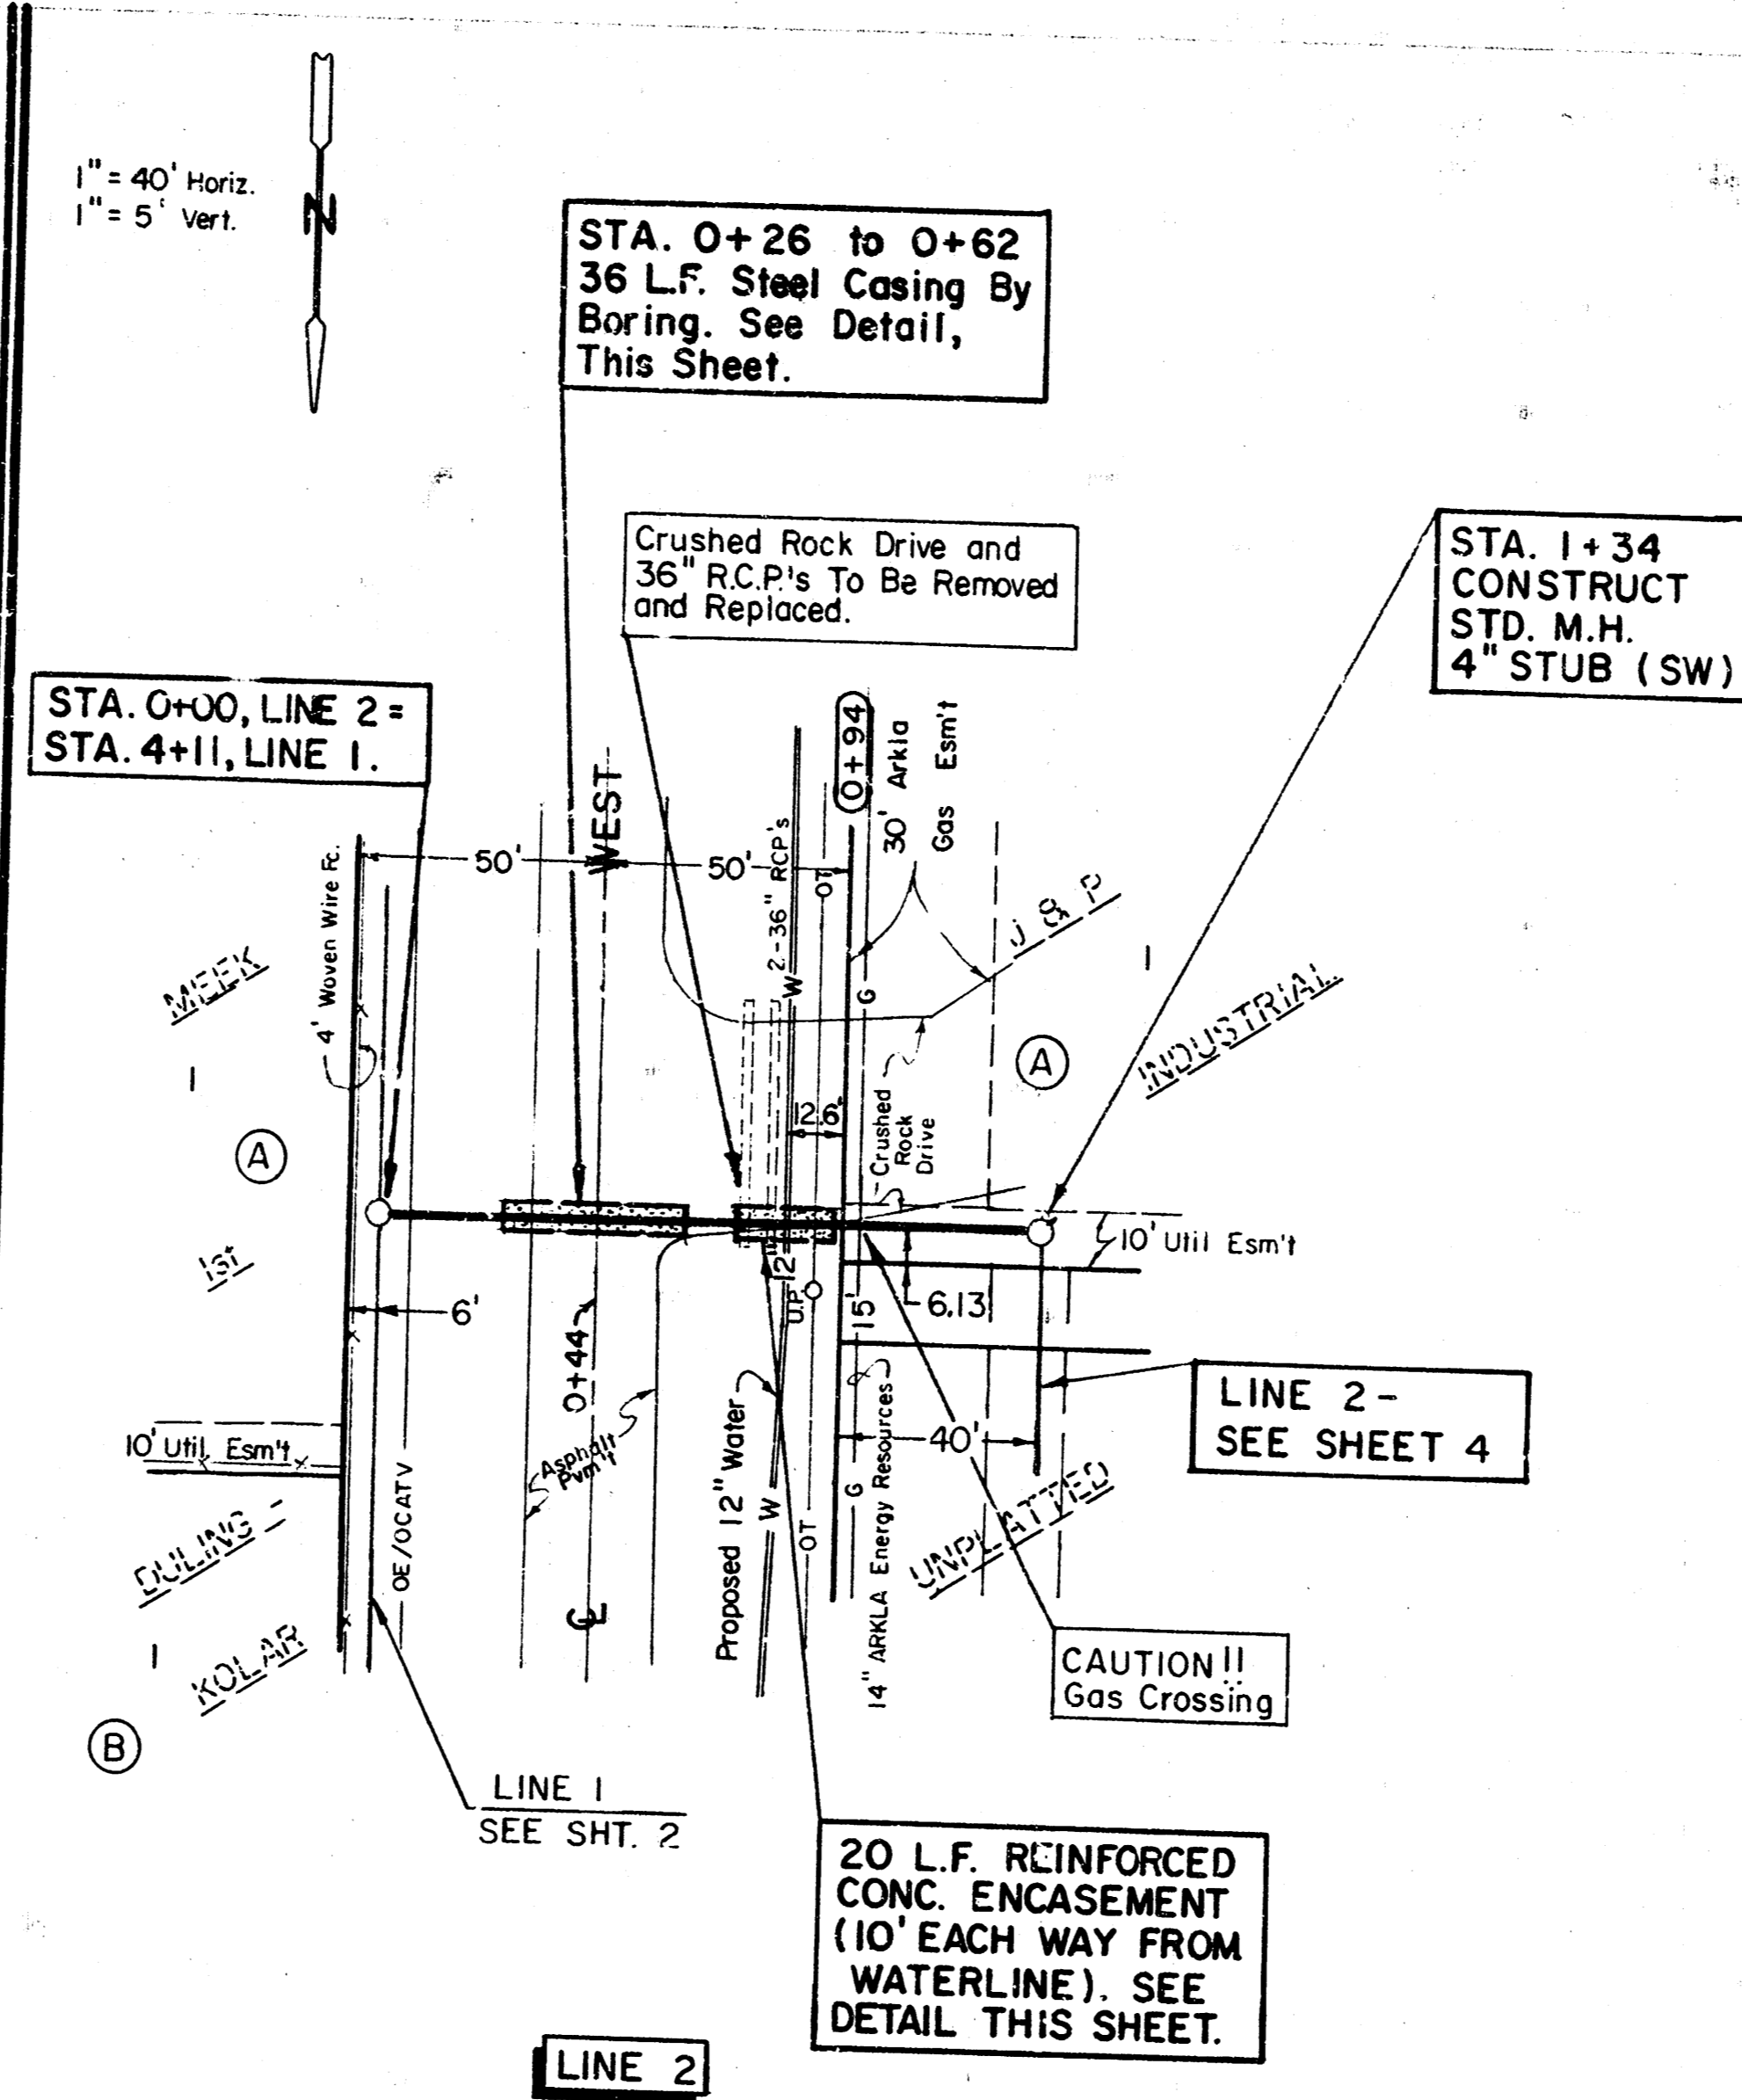 1" = 40' Horiz.
1" = 5' Vert.
N
STA. 0+26 to 0+62
36 L.F. Steel Casing By
Boring. See Detail,
This Sheet.
Crushed Rock Drive and
36" R.C.P.'s To Be Removed
and Replaced.
STA. 1+34
CONSTRUCT
STD. M.H.
4" STUB (SW)
STA. 0+00, LINE 2 =
STA. 4+11, LINE 1.
4' Woven Wire Fc.
50'
WEST
50'
2-36" RCP's
W
OT
0+94
30' Arkla
Gas Esm't
G
J & P
1
INDUSTRIAL
MEEK
1
A
1st
A
12.6'
Crushed
Rock
Drive
10' Util Esm't
6'
0+44
12"
U.P.
15'
6.13
10' Util. Esm't
OE/OCATV
Asphalt
Pvm't
Proposed 12" Water
W
OT
G
14" ARKLA Energy Resources
40'
LINE 2 -
SEE SHEET 4
UNPLATTED
DULING -
1
KOLAR
B
℄
CAUTION!!
Gas Crossing
LINE 1
SEE SHT. 2
20 L.F. REINFORCED
CONC. ENCASEMENT
(10' EACH WAY FROM
WATERLINE). SEE
DETAIL THIS SHEET.
LINE 2